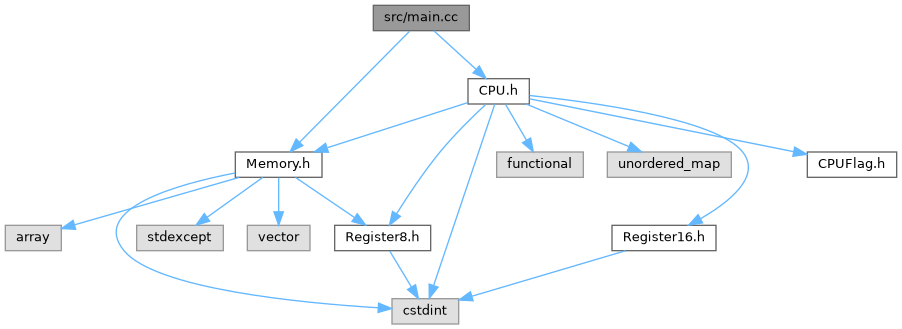 src/main.cc
CPU.h
Memory.h
functional
unordered_map
CPUFlag.h
array
stdexcept
vector
Register8.h
Register16.h
cstdint